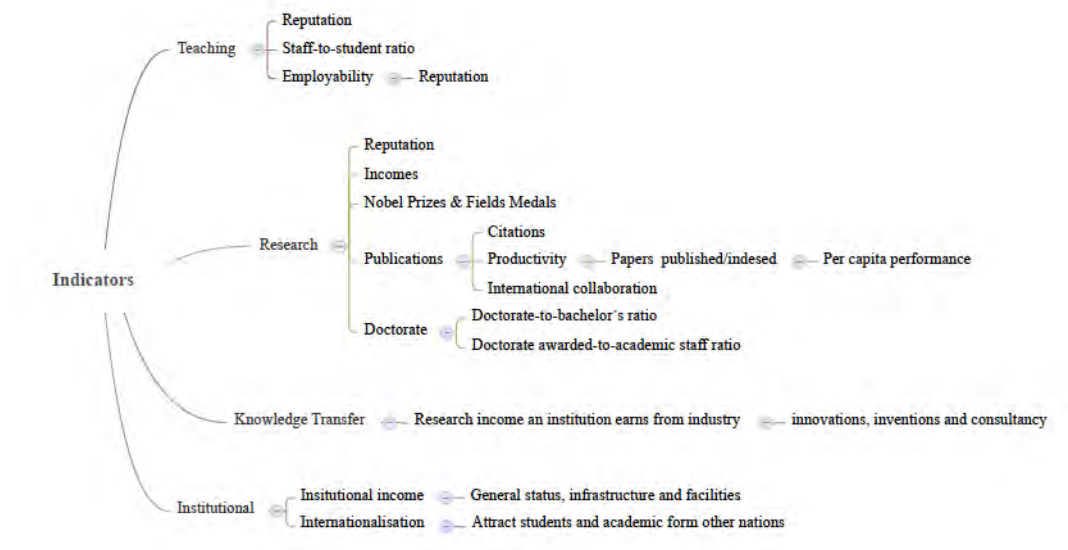 Indicators
Teaching
Reputation
Staff-to-student ratio
Employability
Reputation
Research
Reputation
Incomes
Nobel Prizes & Fields Medals
Publications
Citations
Productivity
Papers published/indesed
Per capita performance
International collaboration
Doctorate
Doctorate-to-bachelor´s ratio
Doctorate awarded-to-academic staff ratio
Knowledge Transfer
Research income an institution earns from industry
innovations, inventions and consultancy
Institutional
Insitutional income
General status, infrastructure and facilities
Internationalisation
Attract students and academic form other nations